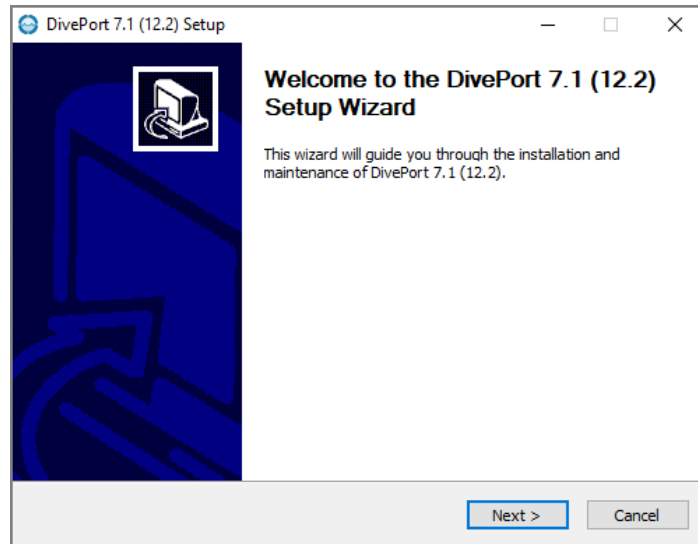 DivePort 7.1 (12.2) Setup
Welcome to the DivePort 7.1 (12.2)
Setup Wizard
This wizard will guide you through the installation and
maintenance of DivePort 7.1 (12.2).
Next >
Cancel